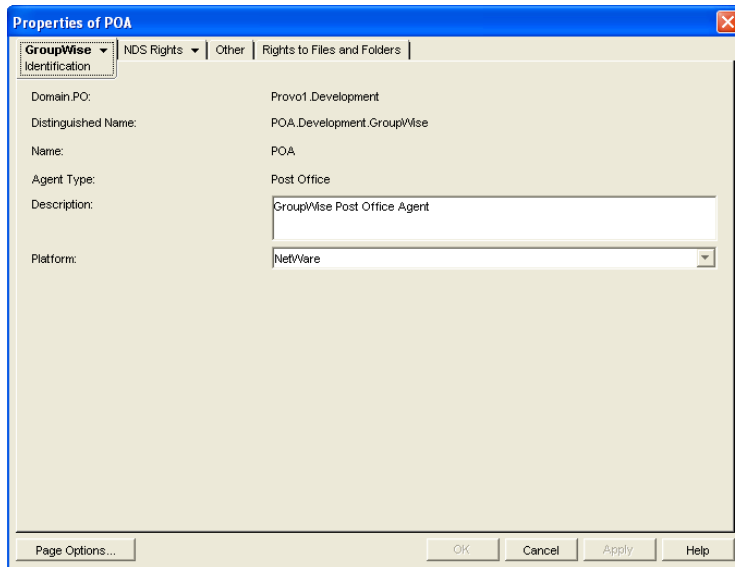 Properties of POA
GroupWise NDS Rights Other Rights to Files and Folders
Identification
Domain.PO: Provo1.Development
Distinguished Name: POA.Development.GroupWise
Name: POA
Agent Type: Post Office
Description: GroupWise Post Office Agent
Platform: NetWare
Page Options... OK Cancel Apply Help